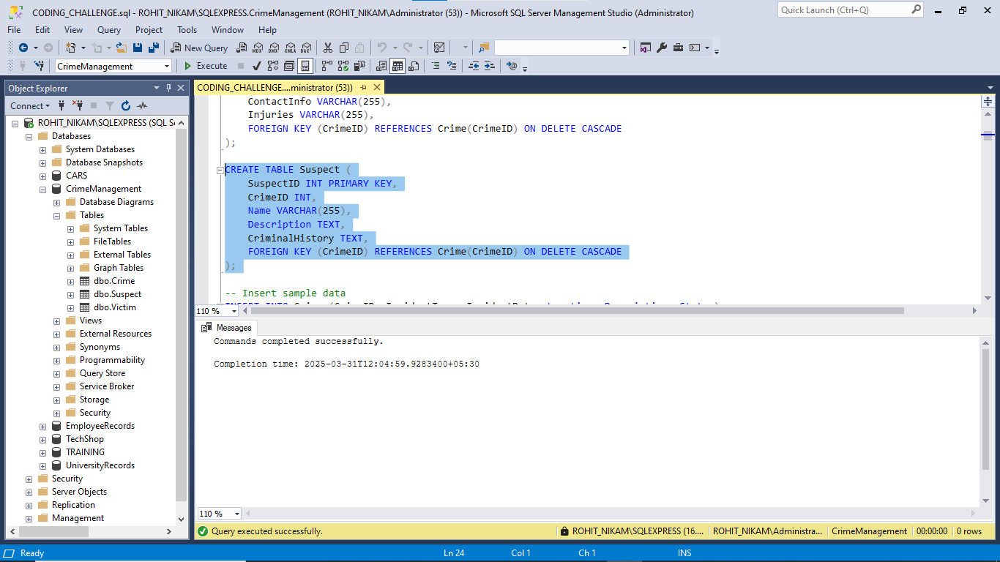 CODING_CHALLENGE.sql - ROHIT_NIKAM\SQLEXPRESS.CrimeManagement (ROHIT_NIKAM\Administrator (53)) - Microsoft SQL Server Management Studio (Administrator)
Quick Launch (Ctrl+Q)
File Edit View Query Project Tools Window Help
New Query MDX DMX XMLA DAX
CrimeManagement Execute
Object Explorer
Connect
ROHIT_NIKAM\SQLEXPRESS (SQL Se
Databases
System Databases
Database Snapshots
CARS
CrimeManagement
Database Diagrams
Tables
System Tables
FileTables
External Tables
Graph Tables
dbo.Crime
dbo.Suspect
dbo.Victim
Views
External Resources
Synonyms
Programmability
Query Store
Service Broker
Storage
Security
EmployeeRecords
TechShop
TRAINING
UniversityRecords
Security
Server Objects
Replication
Management
CODING_CHALLENGE....ministrator (53))
ContactInfo VARCHAR(255),
Injuries VARCHAR(255),
FOREIGN KEY (CrimeID) REFERENCES Crime(CrimeID) ON DELETE CASCADE
);
CREATE TABLE Suspect (
SuspectID INT PRIMARY KEY,
CrimeID INT,
Name VARCHAR(255),
Description TEXT,
CriminalHistory TEXT,
FOREIGN KEY (CrimeID) REFERENCES Crime(CrimeID) ON DELETE CASCADE
);
-- Insert sample data
110 %
Messages
Commands completed successfully.
Completion time: 2025-03-31T12:04:59.9283400+05:30
110 %
Query executed successfully. ROHIT_NIKAM\SQLEXPRESS (16.... ROHIT_NIKAM\Administra... CrimeManagement 00:00:00 0 rows
Ready Ln 24 Col 1 Ch 1 INS